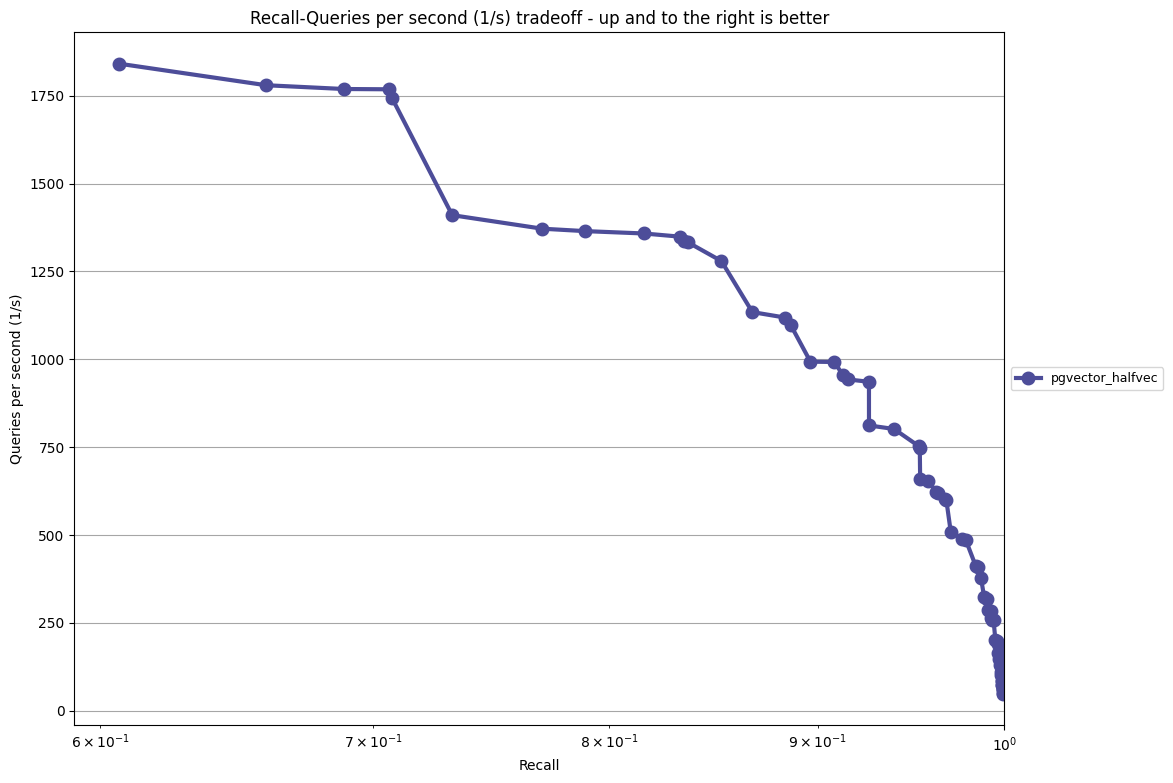 Recall-Queries per second (1/s) tradeoff - up and to the right is better
Queries per second (1/s)
1750
1500
1250
1000
750
500
250
0
6 × 10⁻¹
7 × 10⁻¹
8 × 10⁻¹
9 × 10⁻¹
10⁰
Recall
pgvector_halfvec